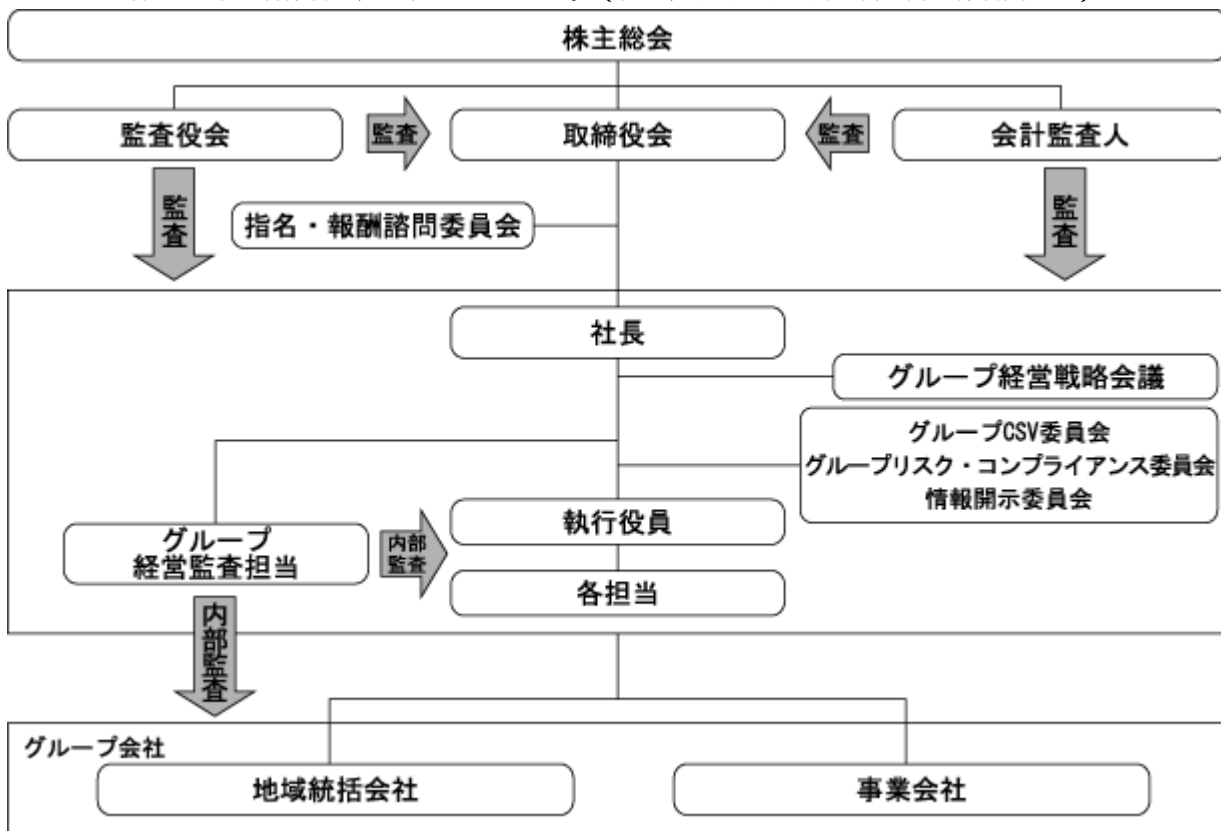 株主総会
監査役会
監査
取締役会
監査
会計監査人
監査
指名・報酬諮問委員会
監査
社長
グループ経営戦略会議
グループCSV委員会
グループリスク・コンプライアンス委員会
情報開示委員会
執行役員
グループ
経営監査担当
内部
監査
各担当
内部監査
グループ会社
地域統括会社
事業会社